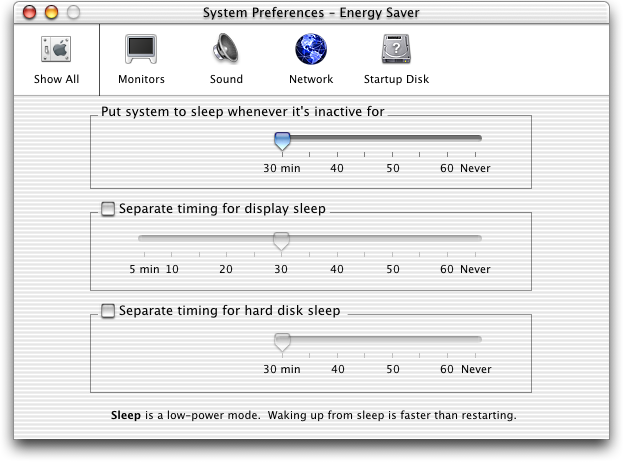 System Preferences – Energy Saver
Show All Monitors Sound Network Startup Disk
Put system to sleep whenever it's inactive for
30 min 40 50 60 Never
Separate timing for display sleep
5 min 10 20 30 40 50 60 Never
Separate timing for hard disk sleep
30 min 40 50 60 Never
Sleep is a low-power mode. Waking up from sleep is faster than restarting.